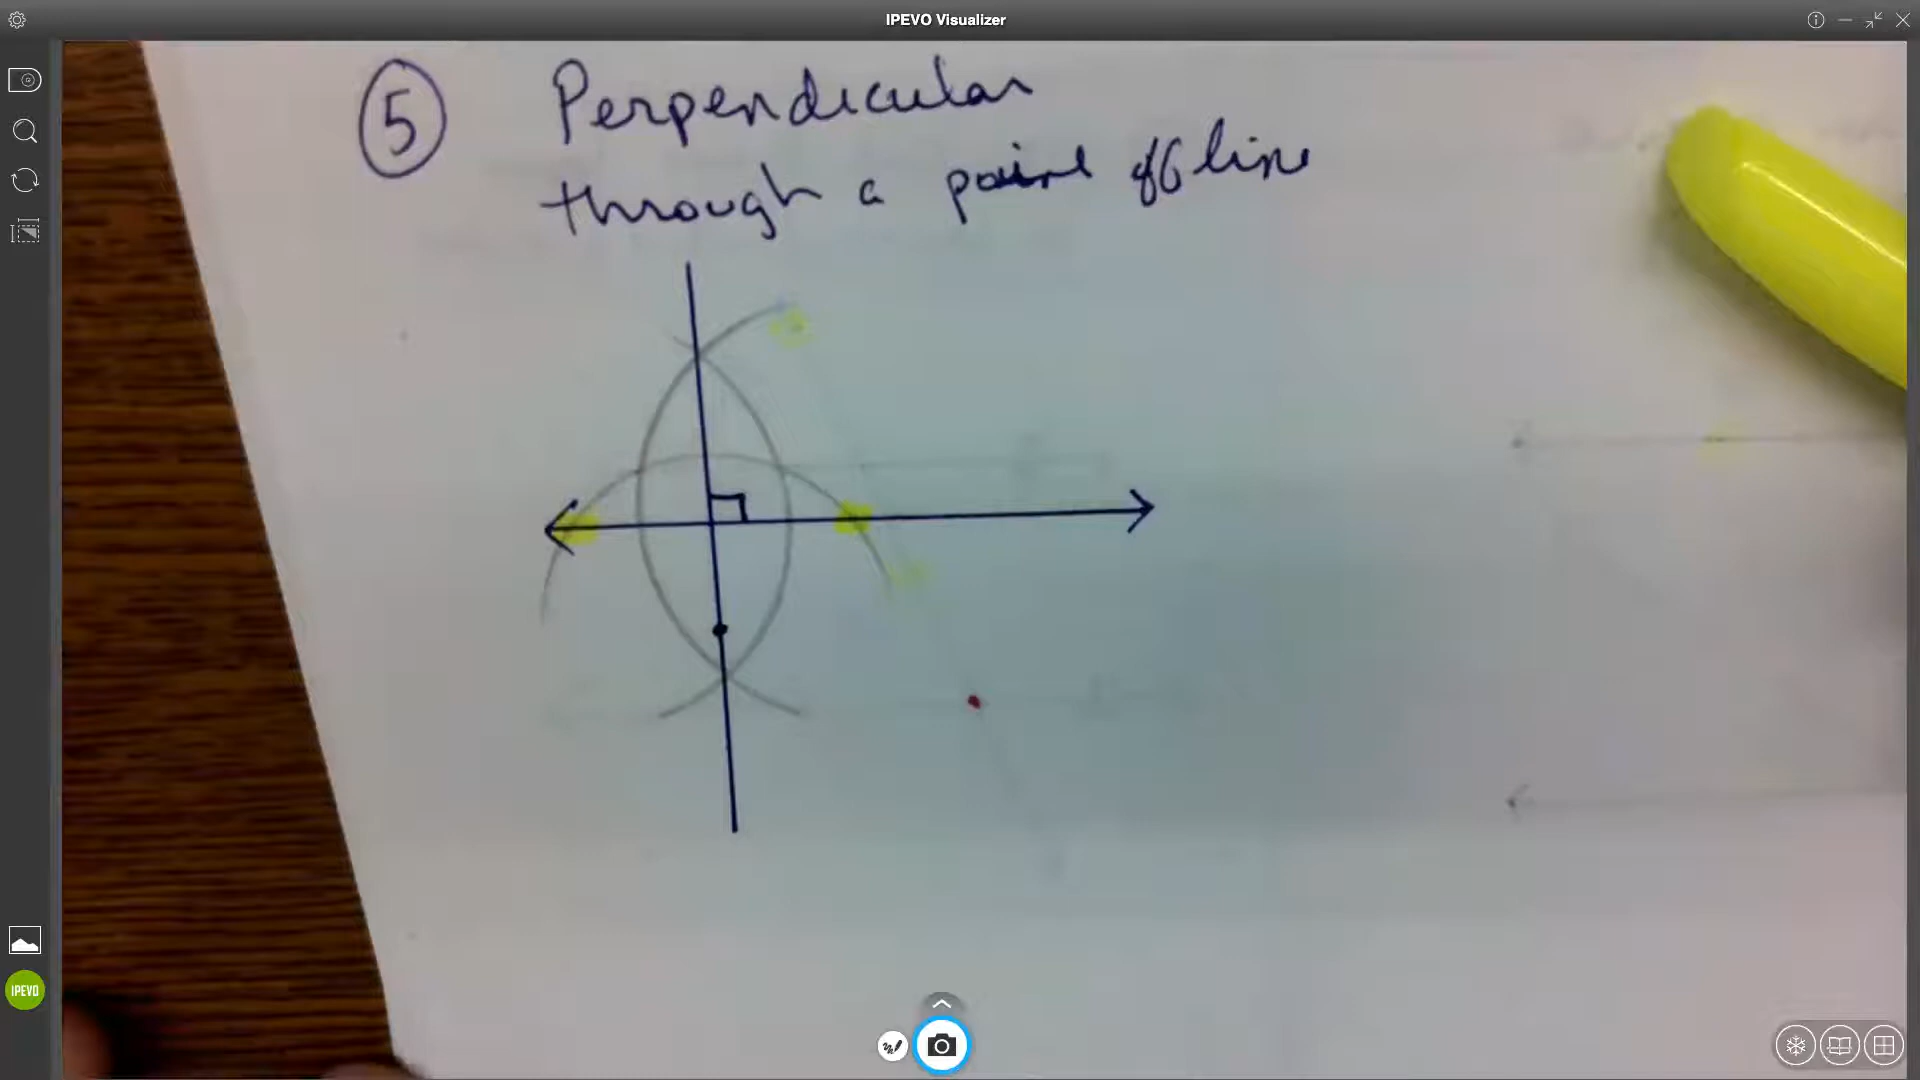 IPEVO Visualizer
5 Perpendicular
through a point off line
IPEVO